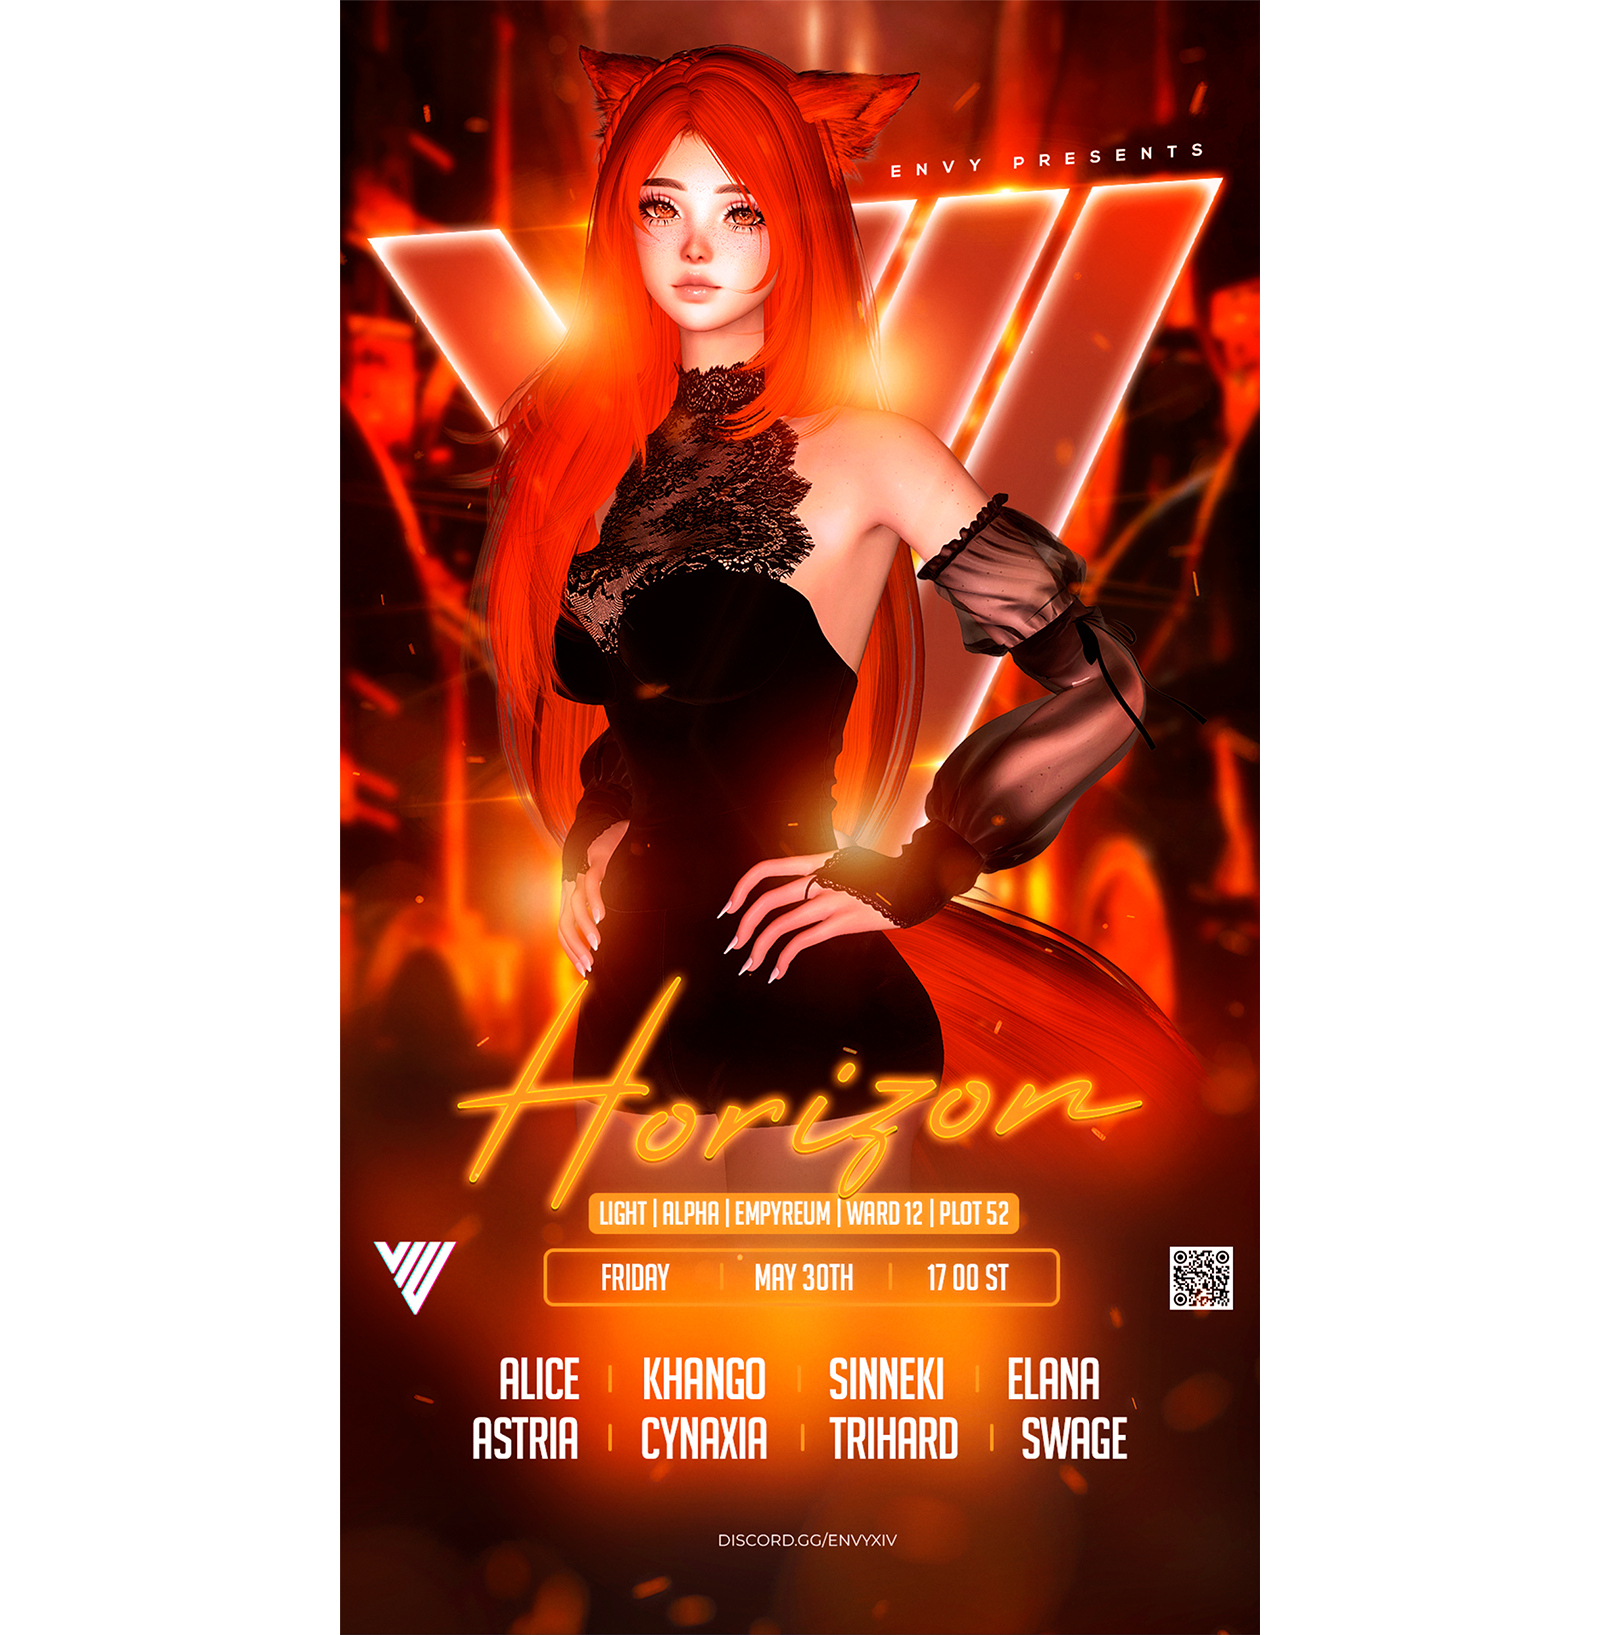 ENVY PRESENTS
Horizon
LIGHT | ALPHA | EMPYREUM | WARD 12 | PLOT 52
FRIDAY | MAY 30TH | 17 00 ST
ALICE | KHANGO | SINNEKI | ELANA
ASTRIA | CYNAXIA | TRIHARD | SWAGE
DISCORD.GG/ENVYXIV